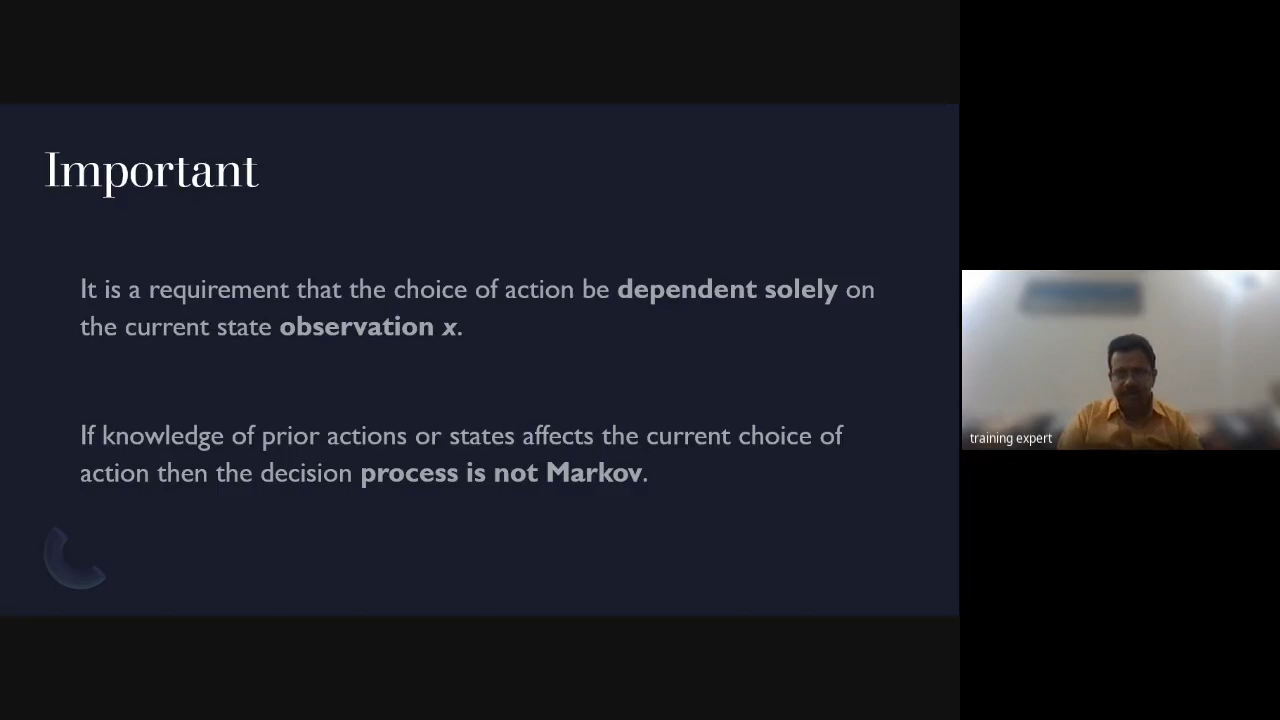 Important
It is a requirement that the choice of action be dependent solely on
the current state observation x.
If knowledge of prior actions or states affects the current choice of
action then the decision process is not Markov.
training expert